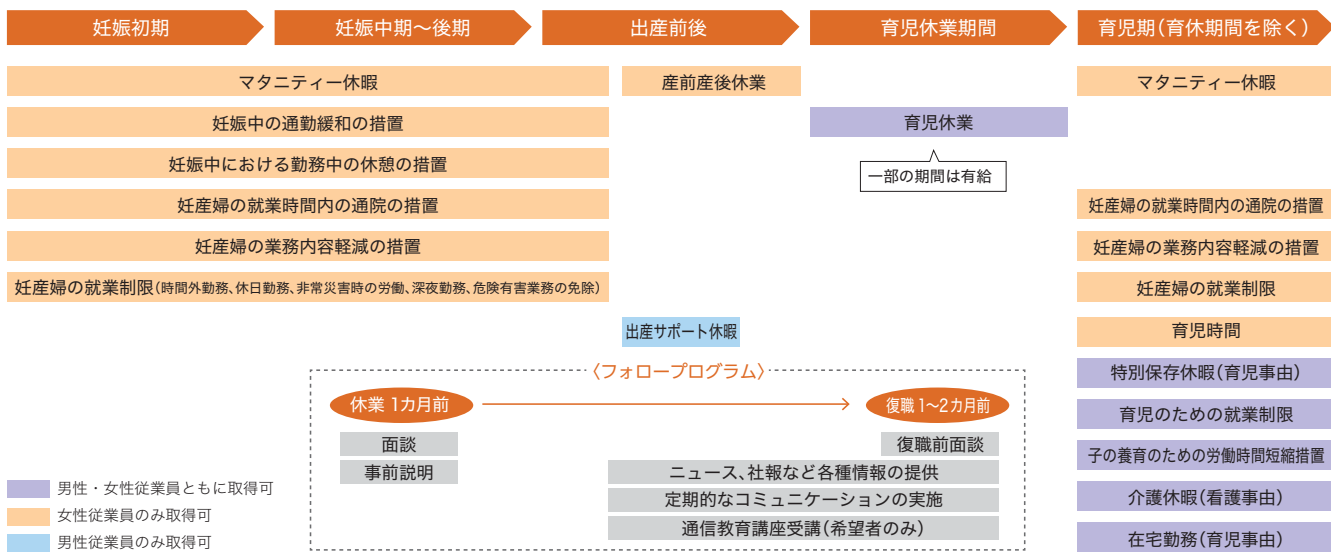 妊娠初期
妊娠中期〜後期
出産前後
育児休業期間
育児期(育休期間を除く)
マタニティー休暇
産前産後休業
マタニティー休暇
妊娠中の通勤緩和の措置
育児休業
妊娠中における勤務中の休憩の措置
一部の期間は有給
妊産婦の就業時間内の通院の措置
妊産婦の就業時間内の通院の措置
妊産婦の業務内容軽減の措置
妊産婦の業務内容軽減の措置
妊産婦の就業制限(時間外勤務、休日勤務、非常災害時の労働、深夜勤務、危険有害業務の免除)
妊産婦の就業制限
出産サポート休暇
育児時間
〈フォロープログラム〉
特別保存休暇(育児事由)
休業 1カ月前
復職 1〜2カ月前
育児のための就業制限
面談
復職前面談
子の養育のための労働時間短縮措置
事前説明
ニュース、社報など各種情報の提供
男性・女性従業員ともに取得可
定期的なコミュニケーションの実施
介護休暇(看護事由)
女性従業員のみ取得可
通信教育講座受講(希望者のみ)
男性従業員のみ取得可
在宅勤務(育児事由)